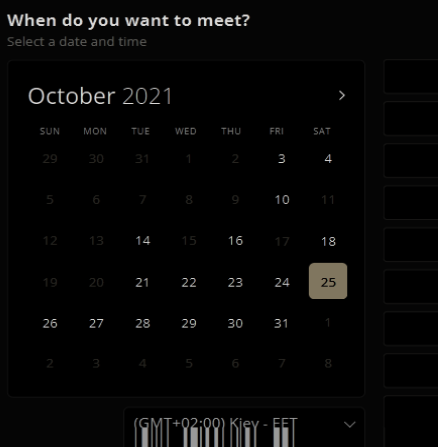 When do you want to meet?
Select a date and time
October 2021
SUN MON TUE WED THU FRI SAT
29 30 31 1 2 3 4
5 6 7 8 9 10 11
12 13 14 15 16 17 18
19 20 21 22 23 24 25
26 27 28 29 30 31 1
2 3 4 5 6 7 8
(GMT+02:00) Kiev - EET